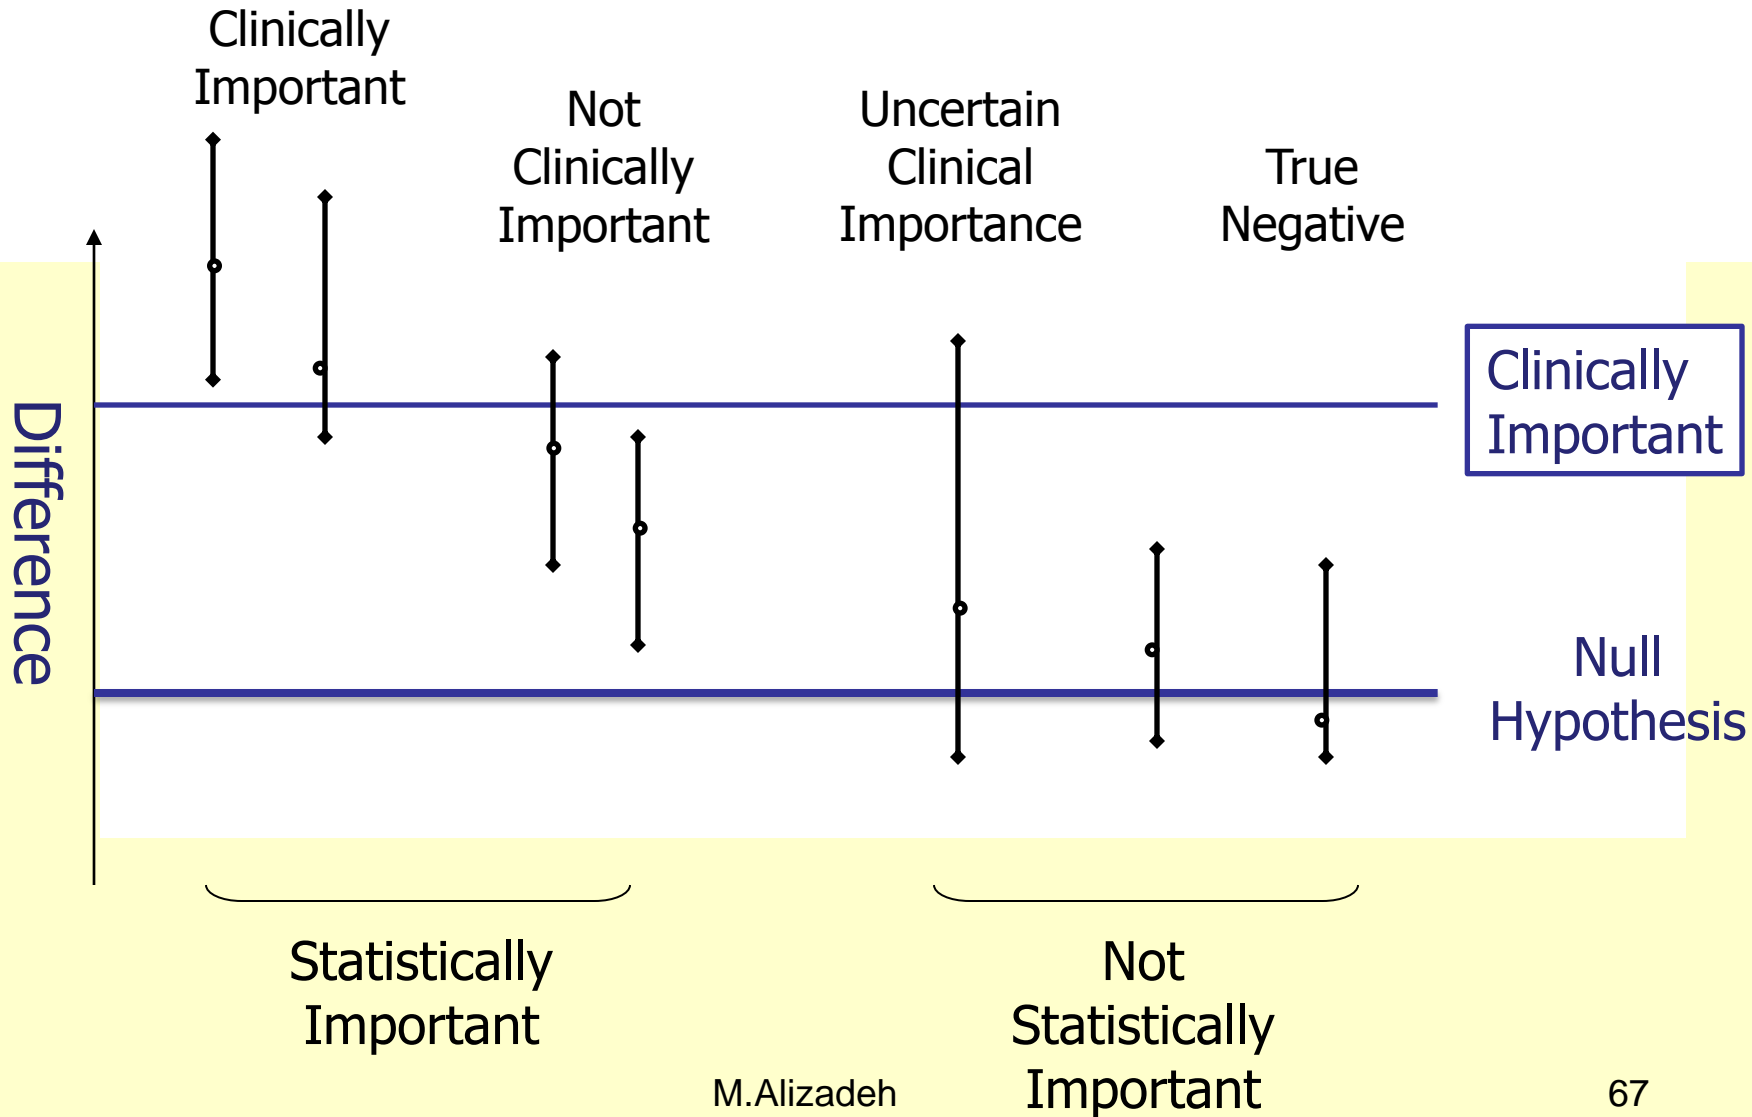 Clinically
Important
Not
Clinically
Important
Uncertain
Clinical
Importance
True
Negative
Clinically
Important
Difference
Null
Hypothesis
Statistically
Important
Not
Statistically
Important
M.Alizadeh
67